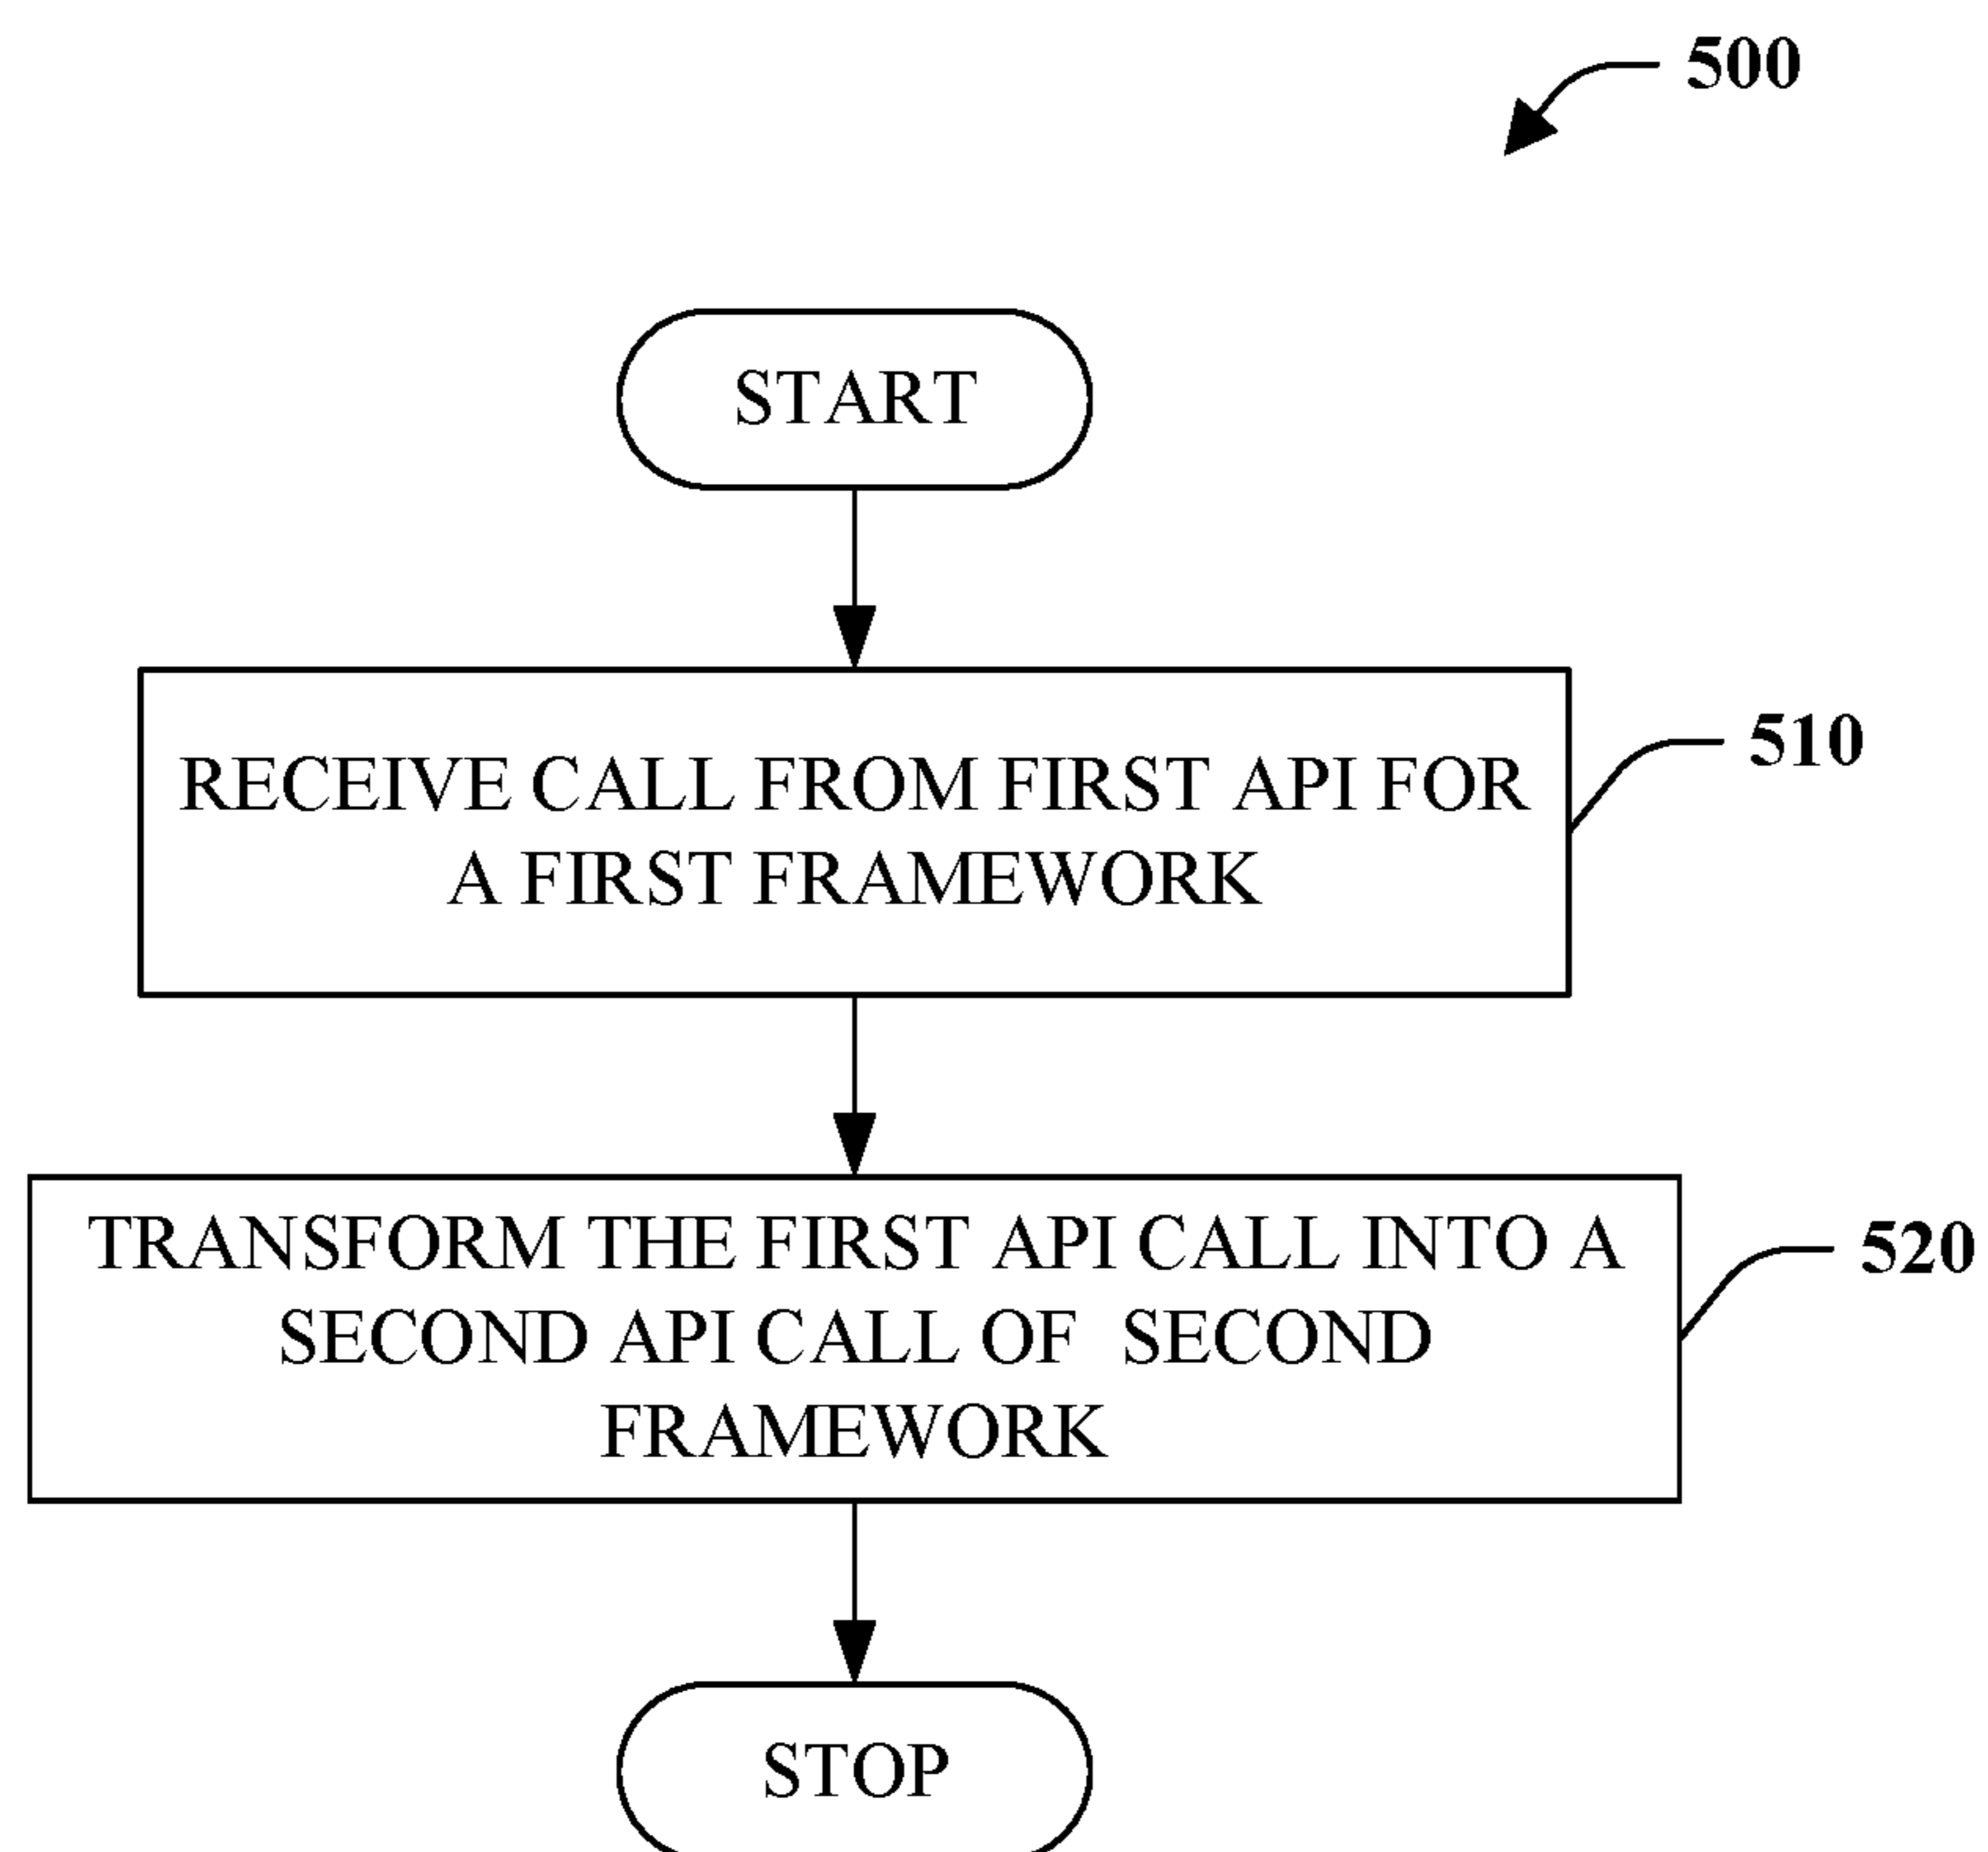 500
START
RECEIVE CALL FROM FIRST API FOR
A FIRST FRAMEWORK
510
TRANSFORM THE FIRST API CALL INTO A
SECOND API CALL OF SECOND
FRAMEWORK
520
STOP